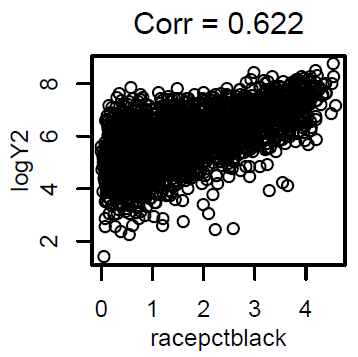 Corr = 0.622
logY2
8
6
4
2
0 1 2 3 4
racepctblack